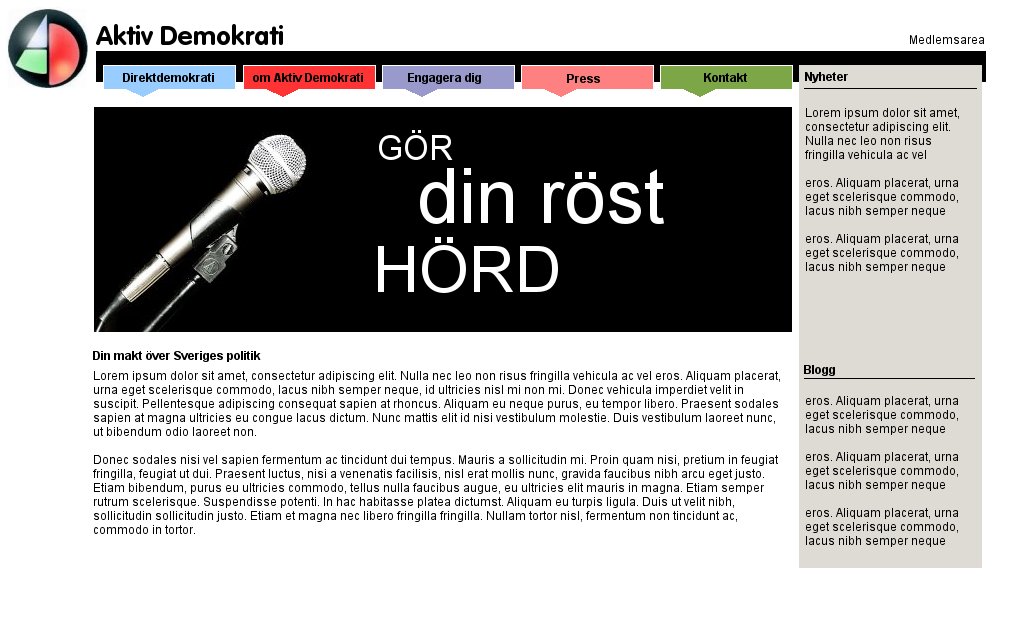 Aktiv Demokrati
Medlemsarea
Direktdemokrati
om Aktiv Demokrati
Engagera dig
Press
Kontakt
GÖR
din röst
HÖRD
Din makt över Sveriges politik
Lorem ipsum dolor sit amet, consectetur adipiscing elit. Nulla nec leo non risus fringilla vehicula ac vel eros. Aliquam placerat,
urna eget scelerisque commodo, lacus nibh semper neque, id ultricies nisl mi non mi. Donec vehicula imperdiet velit in
suscipit. Pellentesque adipiscing consequat sapien at rhoncus. Aliquam eu neque purus, eu tempor libero. Praesent sodales
sapien at magna ultricies eu congue lacus dictum. Nunc mattis elit id nisi vestibulum molestie. Duis vestibulum laoreet nunc,
ut bibendum odio laoreet non.
Donec sodales nisi vel sapien fermentum ac tincidunt dui tempus. Mauris a sollicitudin mi. Proin quam nisi, pretium in feugiat
fringilla, feugiat ut dui. Praesent luctus, nisi a venenatis facilisis, nisl erat mollis nunc, gravida faucibus nibh arcu eget justo.
Etiam bibendum, purus eu ultricies commodo, tellus nulla faucibus augue, eu ultricies elit mauris in magna. Etiam semper
rutrum scelerisque. Suspendisse potenti. In hac habitasse platea dictumst. Aliquam eu turpis ligula. Duis ut velit nibh,
sollicitudin sollicitudin justo. Etiam et magna nec libero fringilla fringilla. Nullam tortor nisl, fermentum non tincidunt ac,
commodo in tortor.
Nyheter
Lorem ipsum dolor sit amet,
consectetur adipiscing elit.
Nulla nec leo non risus
fringilla vehicula ac vel
eros. Aliquam placerat, urna
eget scelerisque commodo,
lacus nibh semper neque
eros. Aliquam placerat, urna
eget scelerisque commodo,
lacus nibh semper neque
Blogg
eros. Aliquam placerat, urna
eget scelerisque commodo,
lacus nibh semper neque
eros. Aliquam placerat, urna
eget scelerisque commodo,
lacus nibh semper neque
eros. Aliquam placerat, urna
eget scelerisque commodo,
lacus nibh semper neque